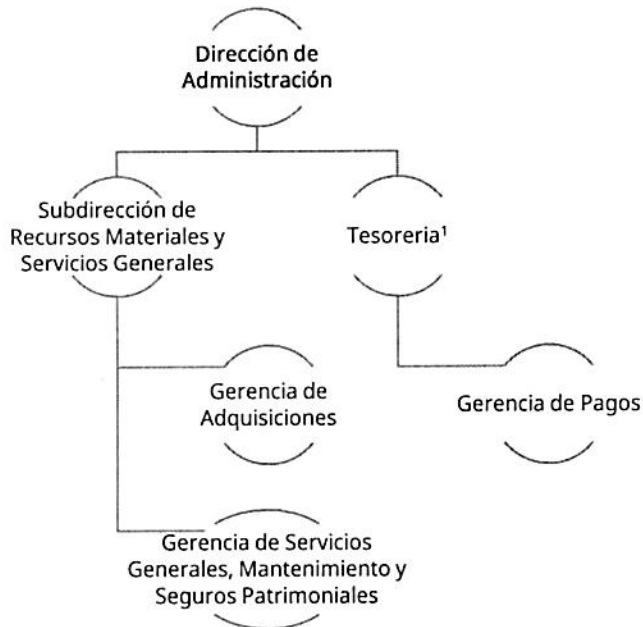 Dirección de
Administración
Subdirección de
Recursos Materiales y
Servicios Generales
Tesoreria¹
Gerencia de
Adquisiciones
Gerencia de Pagos
Gerencia de Servicios
Generales, Mantenimiento y
Seguros Patrimoniales